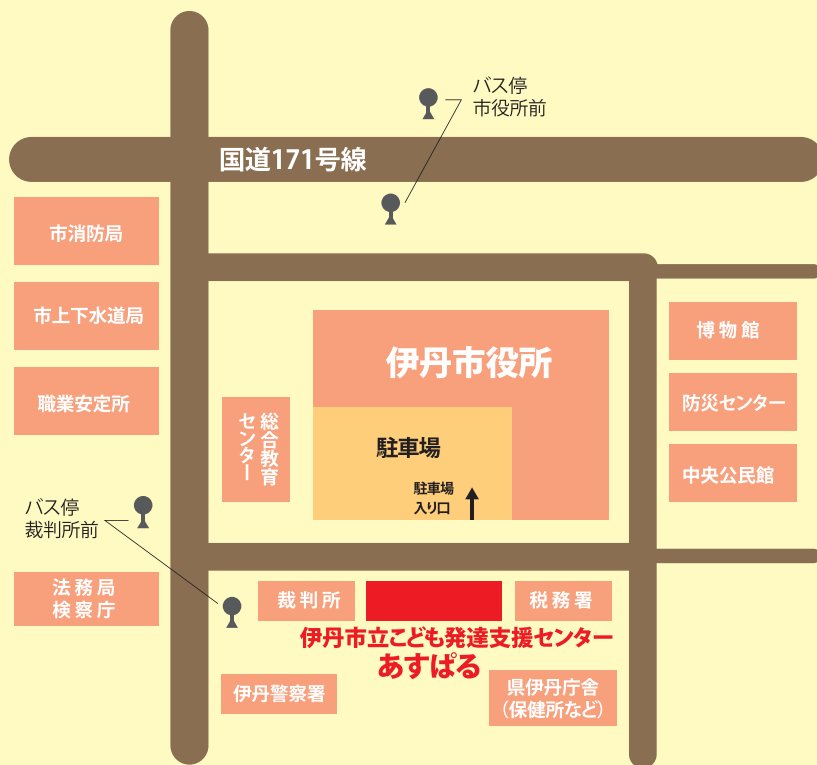 バス停
市役所前
国道171号線
市消防局
市上下水道局
職業安定所
伊丹市役所
博物館
防災センター
中央公民館
総合教育
センター
駐車場
駐車場
入り口
バス停
裁判所前
法務局
検察庁
裁判所
税務署
伊丹市立こども発達支援センター
あすぱる
伊丹警察署
県伊丹庁舎
（保健所など）